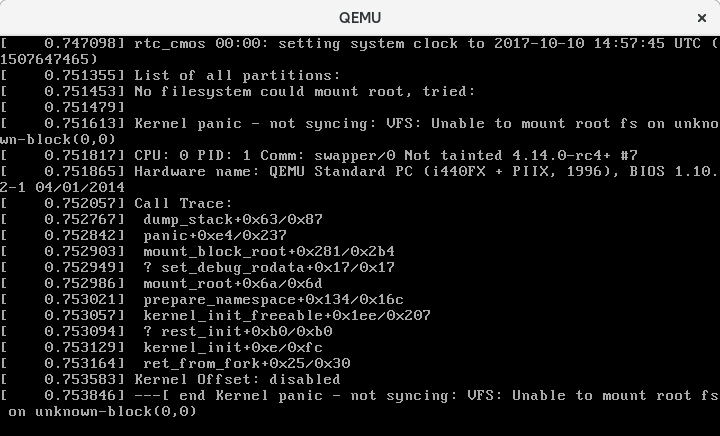 QEMU
[    0.747098] rtc_cmos 00:00: setting system clock to 2017-10-10 14:57:45 UTC (
1507647465)
[    0.751355] List of all partitions:
[    0.751453] No filesystem could mount root, tried:
[    0.751479]
[    0.751613] Kernel panic - not syncing: VFS: Unable to mount root fs on unkno
wn-block(0,0)
[    0.751817] CPU: 0 PID: 1 Comm: swapper/0 Not tainted 4.14.0-rc4+ #7
[    0.751865] Hardware name: QEMU Standard PC (i440FX + PIIX, 1996), BIOS 1.10.
2-1 04/01/2014
[    0.752057] Call Trace:
[    0.752767]  dump_stack+0x63/0x87
[    0.752842]  panic+0xe4/0x237
[    0.752903]  mount_block_root+0x281/0x2b4
[    0.752949]  ? set_debug_rodata+0x17/0x17
[    0.752986]  mount_root+0x6a/0x6d
[    0.753021]  prepare_namespace+0x134/0x16c
[    0.753057]  kernel_init_freeable+0x1ee/0x207
[    0.753094]  ? rest_init+0xb0/0xb0
[    0.753129]  kernel_init+0xe/0xfc
[    0.753164]  ret_from_fork+0x25/0x30
[    0.753583] Kernel Offset: disabled
[    0.753846] ---[ end Kernel panic - not syncing: VFS: Unable to mount root fs
 on unknown-block(0,0)